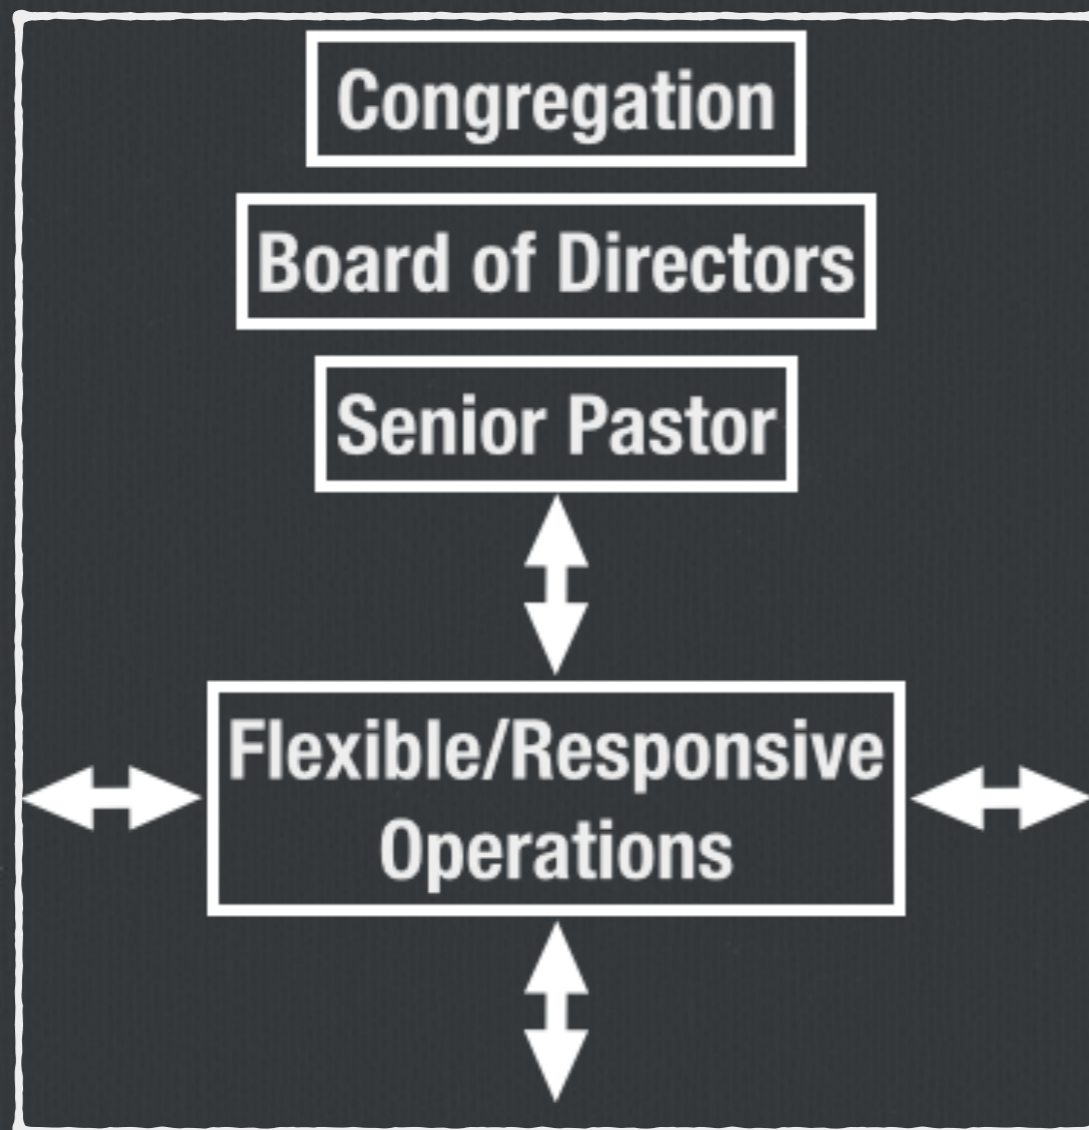 Congregation
Board of Directors
Senior Pastor
Flexible/Responsive
Operations